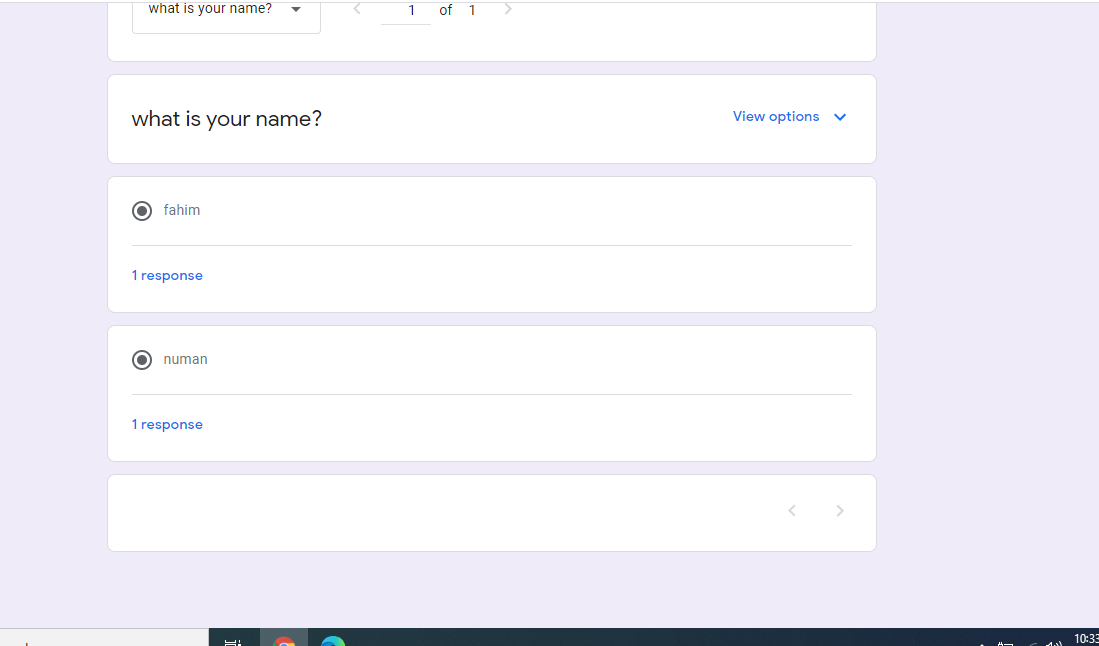 what is your name?
1 of 1
what is your name?
View options
fahim
1 response
numan
1 response
10:33